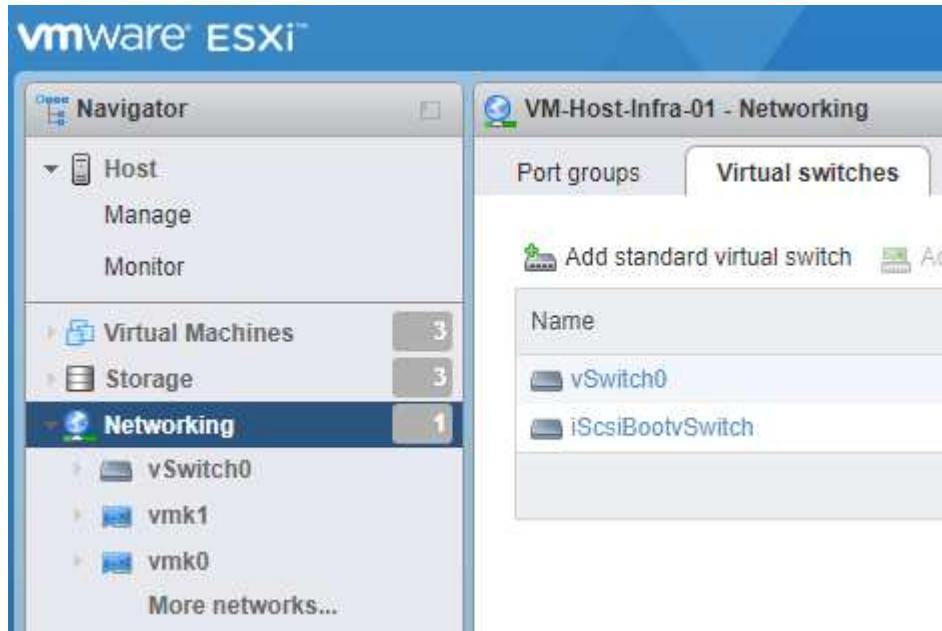 vmware ESXi™
Navigator
Host
Manage
Monitor
Virtual Machines 3
Storage 3
Networking 1
vSwitch0
vmk1
vmk0
More networks...
VM-Host-Infra-01 - Networking
Port groups Virtual switches
Add standard virtual switch
Name
vSwitch0
iScsiBootvSwitch